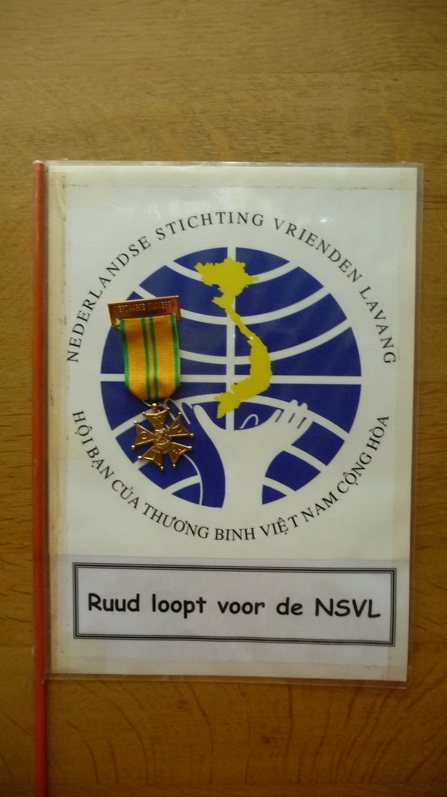 NEDERLANDSE STICHTING VRIENDEN LAVANG
HỘI BẠN CỦA THƯƠNG BINH VIỆT NAM CỘNG HÒA
Ruud loopt voor de NSVL